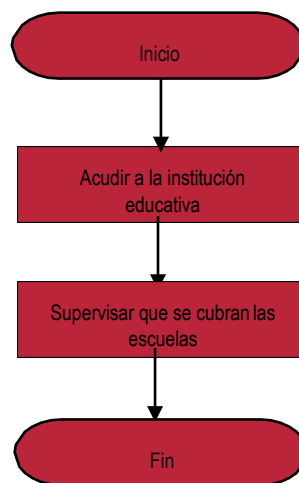 Inicio
Acudir a la institución
educativa
Supervisar que se cubran las
escuelas
Fin